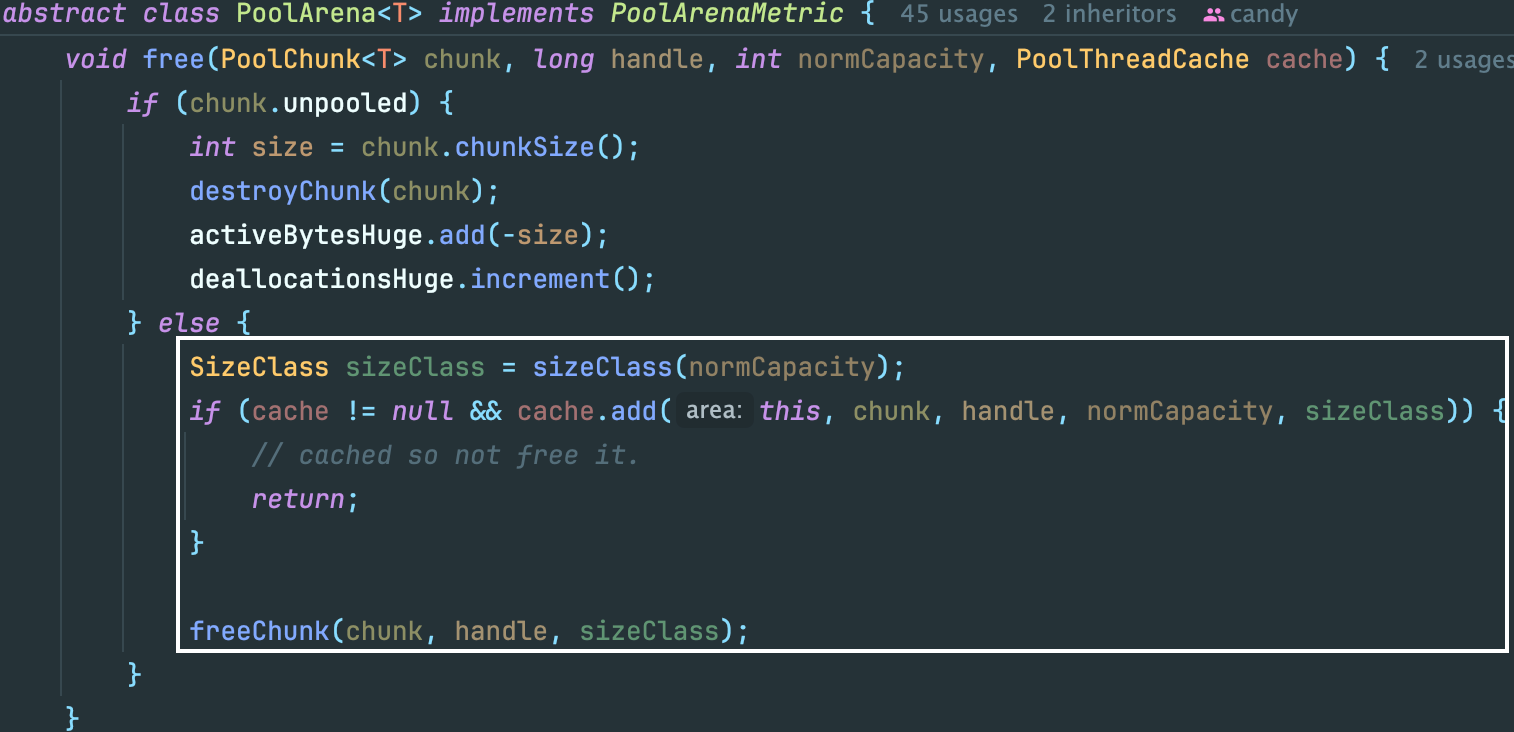 abstract class PoolArena<T> implements PoolArenaMetric { 45 usages 2 inheritors candy
void free(PoolChunk<T> chunk, long handle, int normCapacity, PoolThreadCache cache) { 2 usages
if (chunk.unpooled) {
int size = chunk.chunkSize();
destroyChunk(chunk);
activeBytesHuge.add(-size);
deallocationsHuge.increment();
} else {
SizeClass sizeClass = sizeClass(normCapacity);
if (cache != null && cache.add( area: this, chunk, handle, normCapacity, sizeClass)) {
// cached so not free it.
return;
}
freeChunk(chunk, handle, sizeClass);
}
}